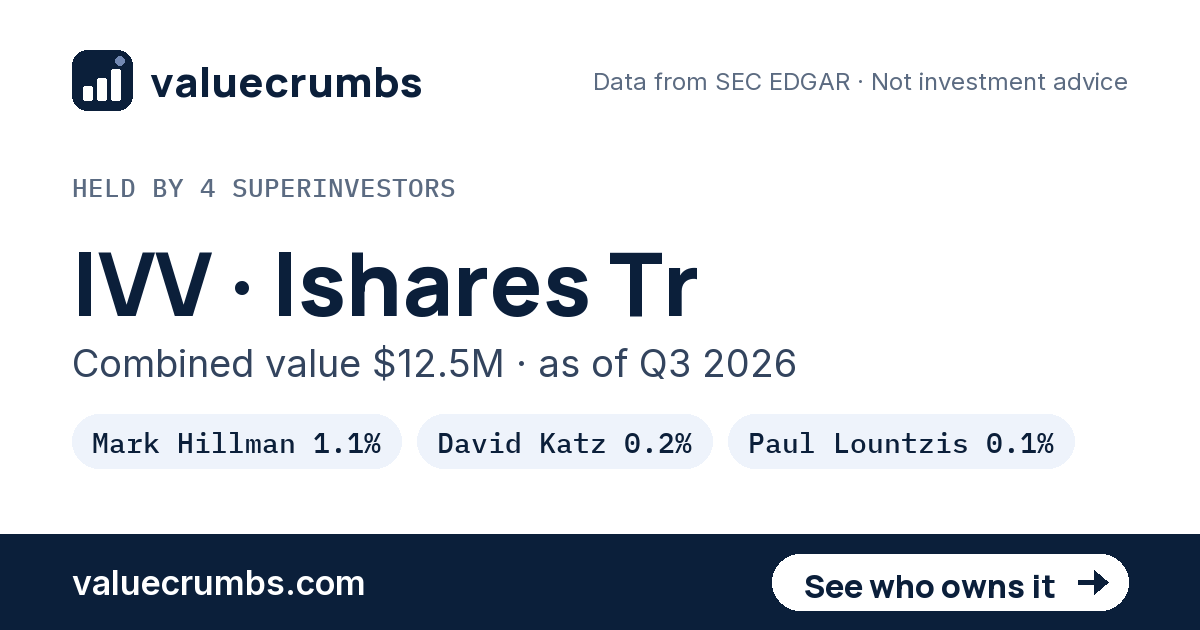 valuecrumbs
Data from SEC EDGAR · Not investment advice
HELD BY 4 SUPERINVESTORS
IVV · Ishares Tr
Combined value $12.5M · as of Q3 2026
Mark Hillman 1.1% David Katz 0.2% Paul Lountzis 0.1%
valuecrumbs.com
See who owns it →